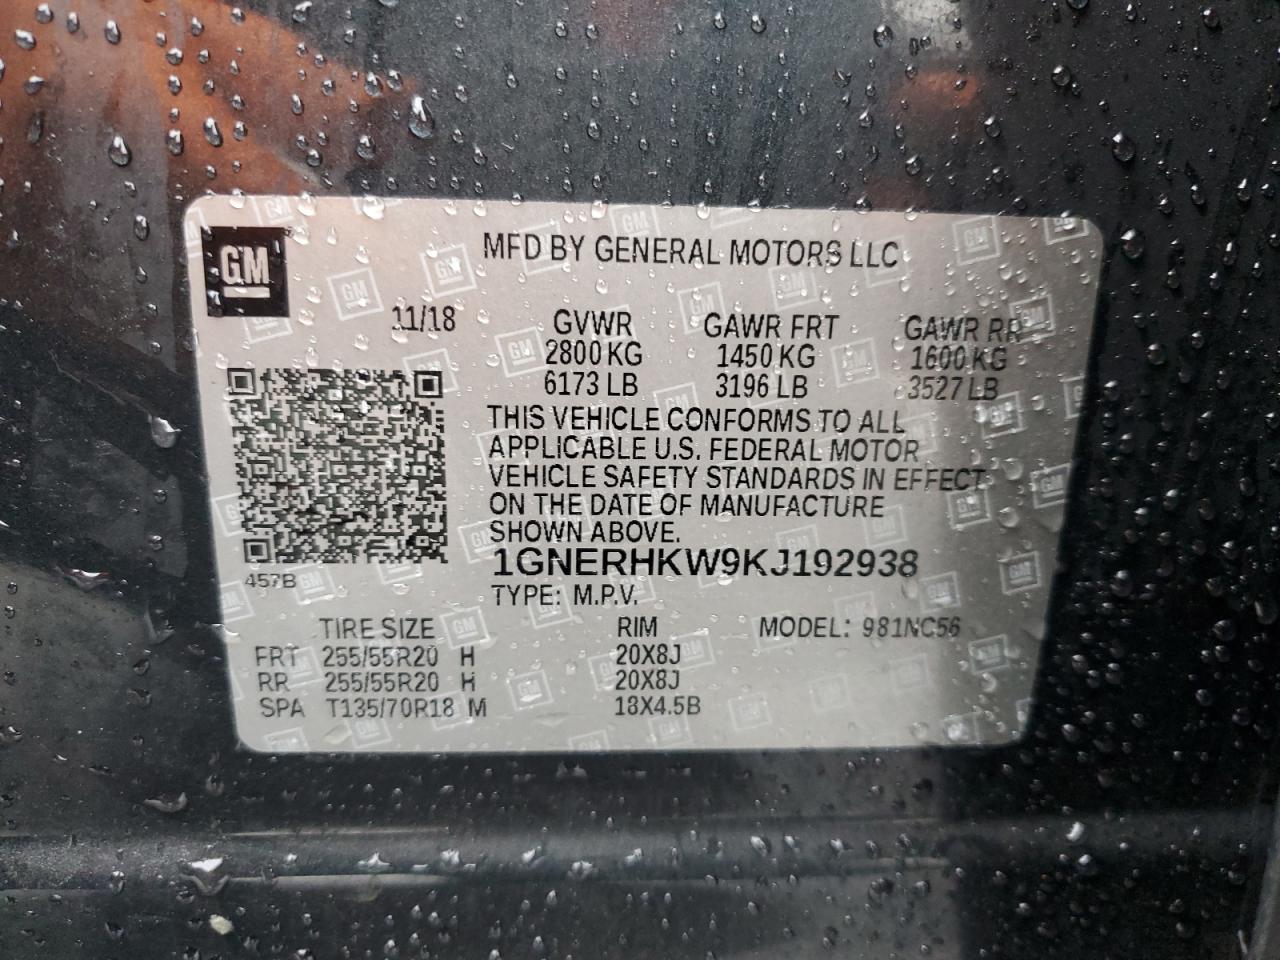 GM
MFD BY GENERAL MOTORS LLC
11/18 GVWR GAWR FRT GAWR RR
2800 KG 1450 KG 1600 KG
6173 LB 3196 LB 3527 LB
THIS VEHICLE CONFORMS TO ALL
APPLICABLE U.S. FEDERAL MOTOR
VEHICLE SAFETY STANDARDS IN EFFECT
ON THE DATE OF MANUFACTURE
SHOWN ABOVE.
1GNERHKW9KJ192938
457B
TYPE: M.P.V.
TIRE SIZE RIM MODEL: 981NC56
FRT 255/55R20 H 20X8J
RR 255/55R20 H 20X8J
SPA T135/70R18 M 18X4.5B